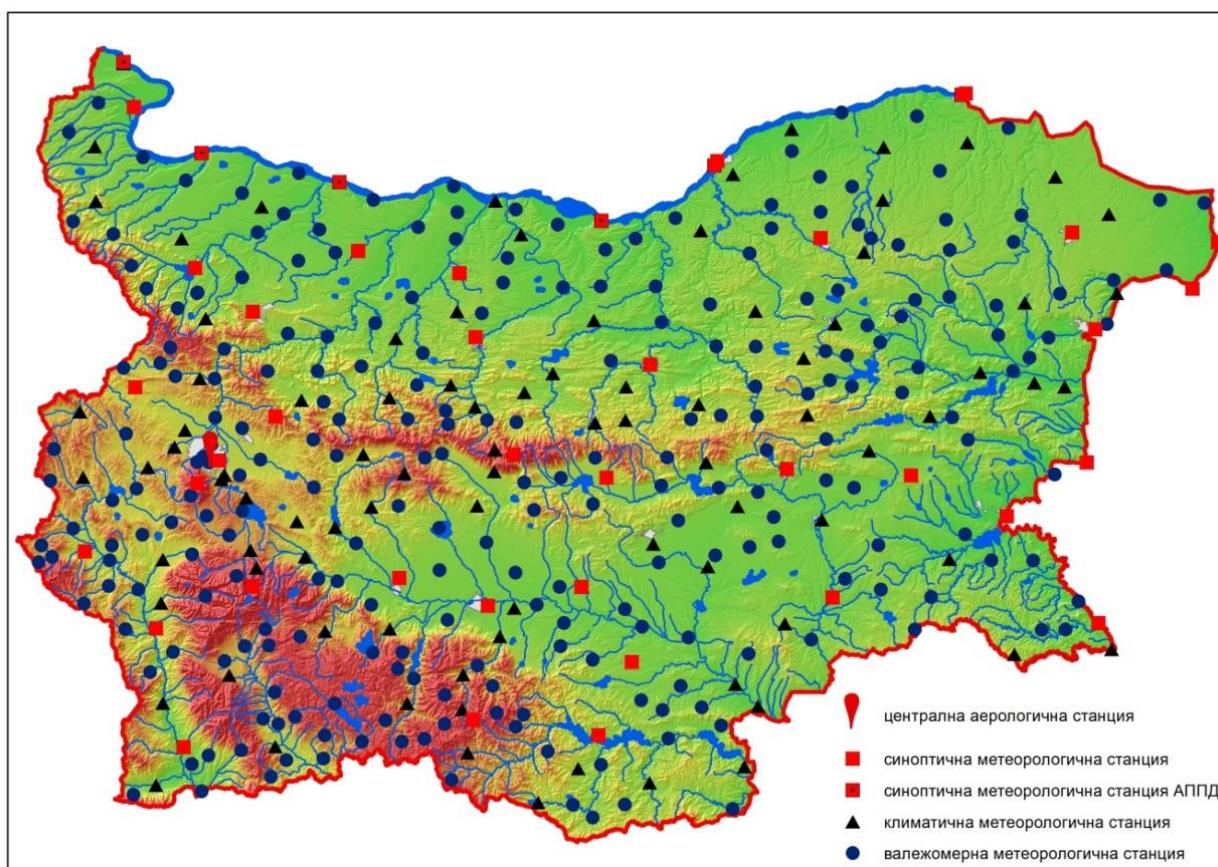 централна аерологична станция
синоптична метеорологична станция
синоптична метеорологична станция АППД
климатична метеорологична станция
валежомерна метеорологична станция